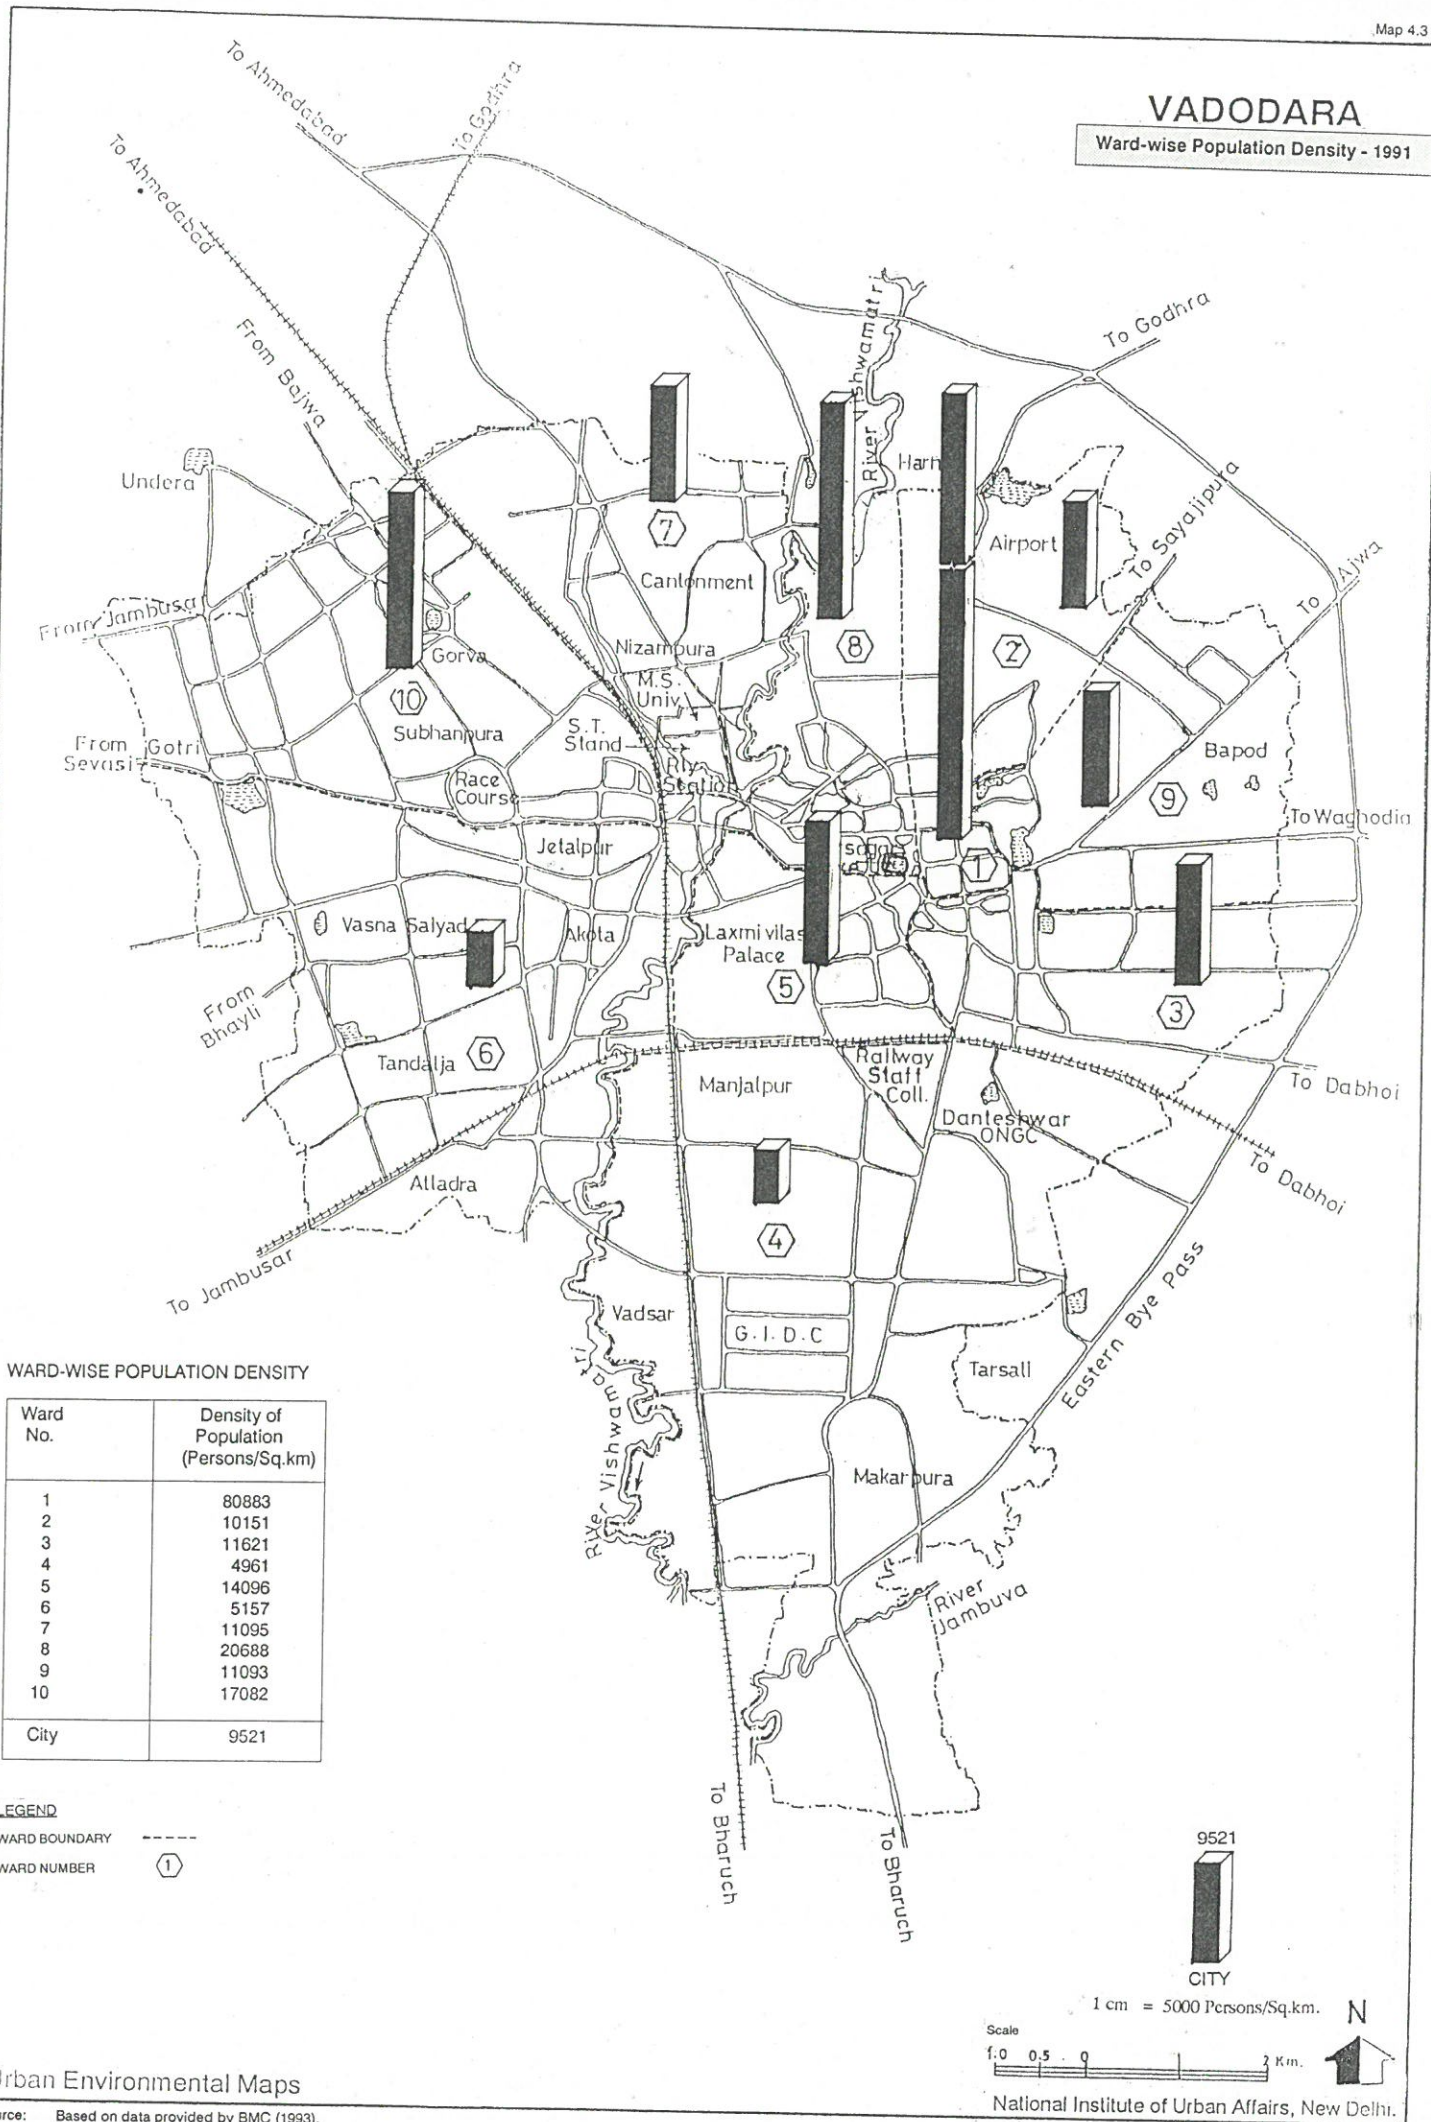 Map 4.3
VADODARA
Ward-wise Population Density - 1991
To Ahmedabad
To Godhra
To Ahmedabad
From Bajwa
River Vishwamatri
To Godhra
Undera
7
Airport
To Sayajipura
To Ajwa
Cantonment
From Jambusa
Gorva
Nizampura
8
2
10
M.S.
Univ.
Subhanpura
S.T.
Stand
From
Sevasi
Gotri
Rly.
Station
Race
Course
Bapod
9
To Waghodia
Jetalpur
1
Vasna Salyad
Akota
Laxmi vilas
Palace
5
3
From
Bhayli
Tandalja
6
Manjalpur
Railway
Staff
Coll.
To Dabhoi
Danteshwar
ONGC
To Dabhoi
Atladra
4
To Jambusar
Vadsar
G.I.D.C
Eastern Bye Pass
Tarsali
River Vishwamatri
Makarpura
River
Jambuva
To Bharuch
To Bharuch
WARD-WISE POPULATION DENSITY
Ward No. Density of Population (Persons/Sq.km)
1 80883
2 10151
3 11621
4 4961
5 14096
6 5157
7 11095
8 20688
9 11093
10 17082
City 9521
LEGEND
WARD BOUNDARY
WARD NUMBER 1
9521
CITY
1 cm = 5000 Persons/Sq.km.
N
Scale
1:0 0.5 0 2 Km.
Urban Environmental Maps
National Institute of Urban Affairs, New Delhi.
Based on data provided by BMC (1993).